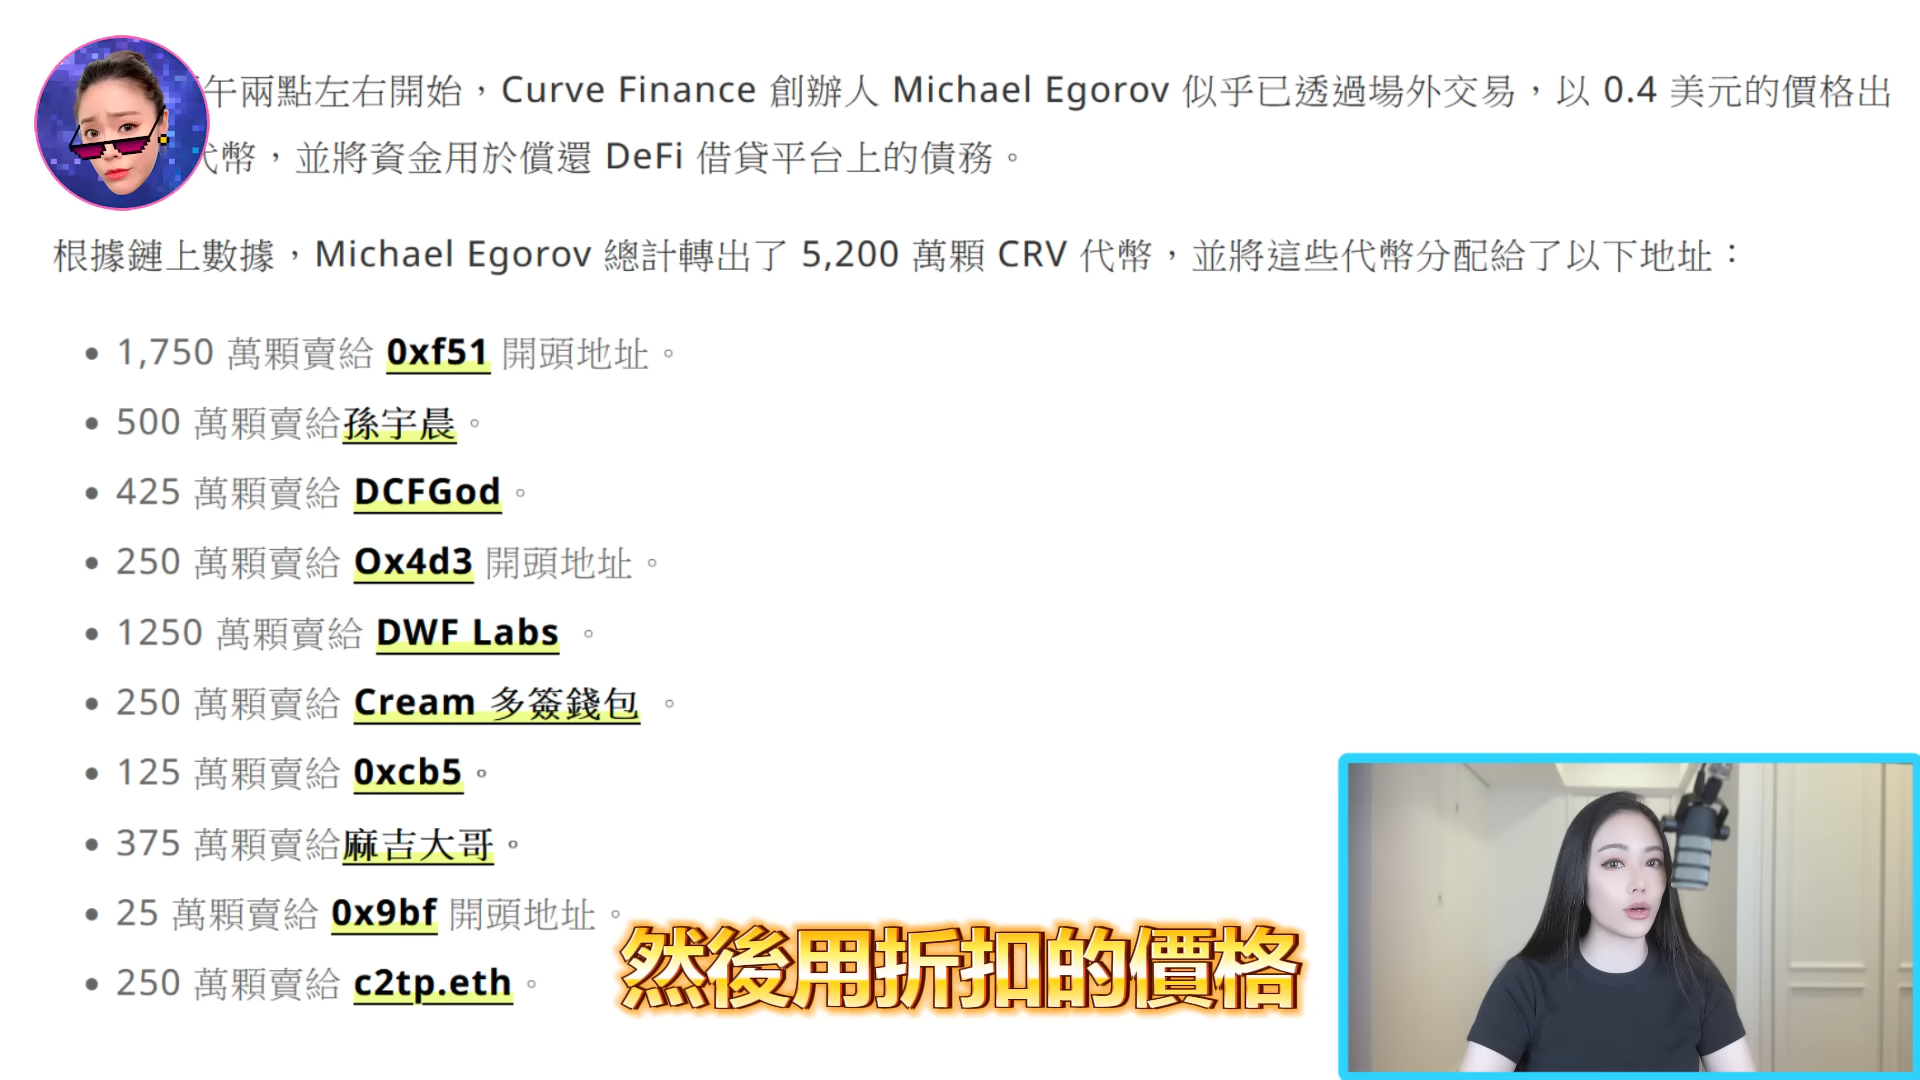 午兩點左右開始，Curve Finance 創辦人 Michael Egorov 似乎已透過場外交易，以 0.4 美元的價格出
代幣，並將資金用於償還 DeFi 借貸平台上的債務。
根據鏈上數據，Michael Egorov 總計轉出了 5,200 萬顆 CRV 代幣，並將這些代幣分配給了以下地址：
• 1,750 萬顆賣給 0xf51 開頭地址。
• 500 萬顆賣給孫宇晨。
• 425 萬顆賣給 DCFGod。
• 250 萬顆賣給 Ox4d3 開頭地址。
• 1250 萬顆賣給 DWF Labs 。
• 250 萬顆賣給 Cream 多簽錢包 。
• 125 萬顆賣給 0xcb5。
• 375 萬顆賣給麻吉大哥。
• 25 萬顆賣給 0x9bf 開頭地址。
• 250 萬顆賣給 c2tp.eth。
然後用折扣的價格